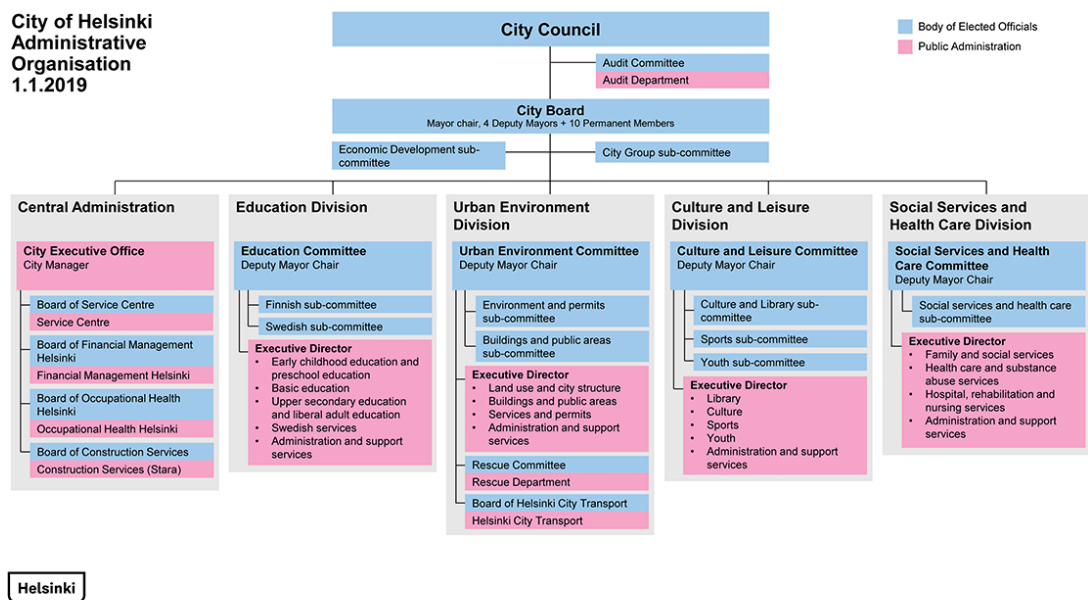 City of Helsinki
Administrative
Organisation
1.1.2019
City Council
Body of Elected Officials
Public Administration
Audit Committee
Audit Department
City Board
Mayor chair, 4 Deputy Mayors + 10 Permanent Members
Economic Development sub-
committee
City Group sub-committee
Central Administration
City Executive Office
City Manager
Board of Service Centre
Service Centre
Board of Financial Management
Helsinki
Financial Management Helsinki
Board of Occupational Health
Helsinki
Occupational Health Helsinki
Board of Construction Services
Construction Services (Stara)
Education Division
Education Committee
Deputy Mayor Chair
Finnish sub-committee
Swedish sub-committee
Executive Director
• Early childhood education and
preschool education
• Basic education
• Upper secondary education
and liberal adult education
• Swedish services
• Administration and support
services
Urban Environment
Division
Urban Environment Committee
Deputy Mayor Chair
Environment and permits
sub-committee
Buildings and public areas
sub-committee
Executive Director
• Land use and city structure
• Buildings and public areas
• Services and permits
• Administration and support
services
Rescue Committee
Rescue Department
Board of Helsinki City Transport
Helsinki City Transport
Culture and Leisure
Division
Culture and Leisure Committee
Deputy Mayor Chair
Culture and Library sub-
committee
Sports sub-committee
Youth sub-committee
Executive Director
• Library
• Culture
• Sports
• Youth
• Administration and support
services
Social Services and
Health Care Division
Social Services and Health
Care Committee
Deputy Mayor Chair
Social services and health care
sub-committee
Executive Director
• Family and social services
• Health care and substance
abuse services
• Hospital, rehabilitation and
nursing services
• Administration and support
services
Helsinki